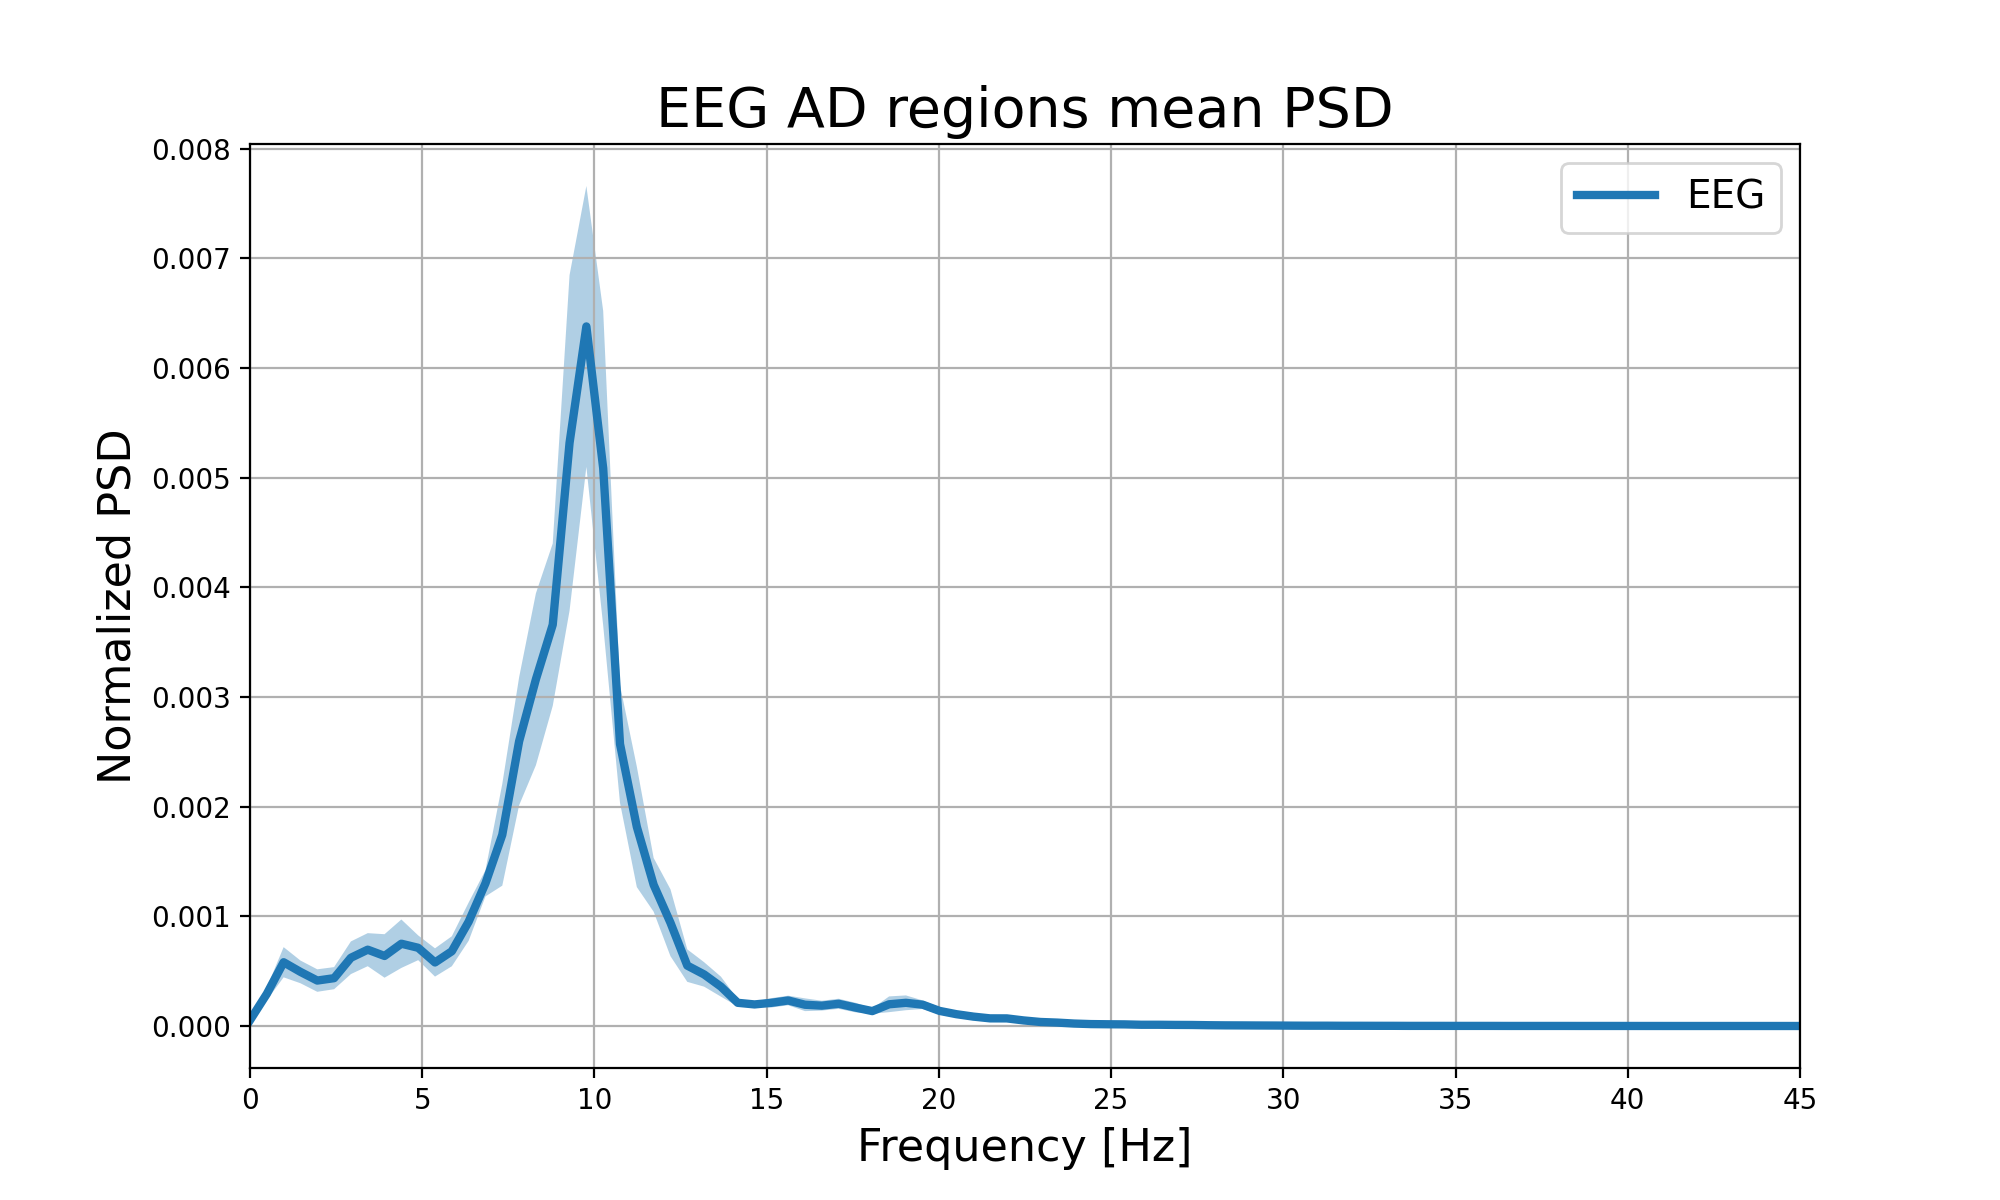 EEG AD regions mean PSD
EEG
Normalized PSD
0.008
0.007
0.006
0.005
0.004
0.003
0.002
0.001
0.000
0 5 10 15 20 25 30 35 40 45
Frequency [Hz]